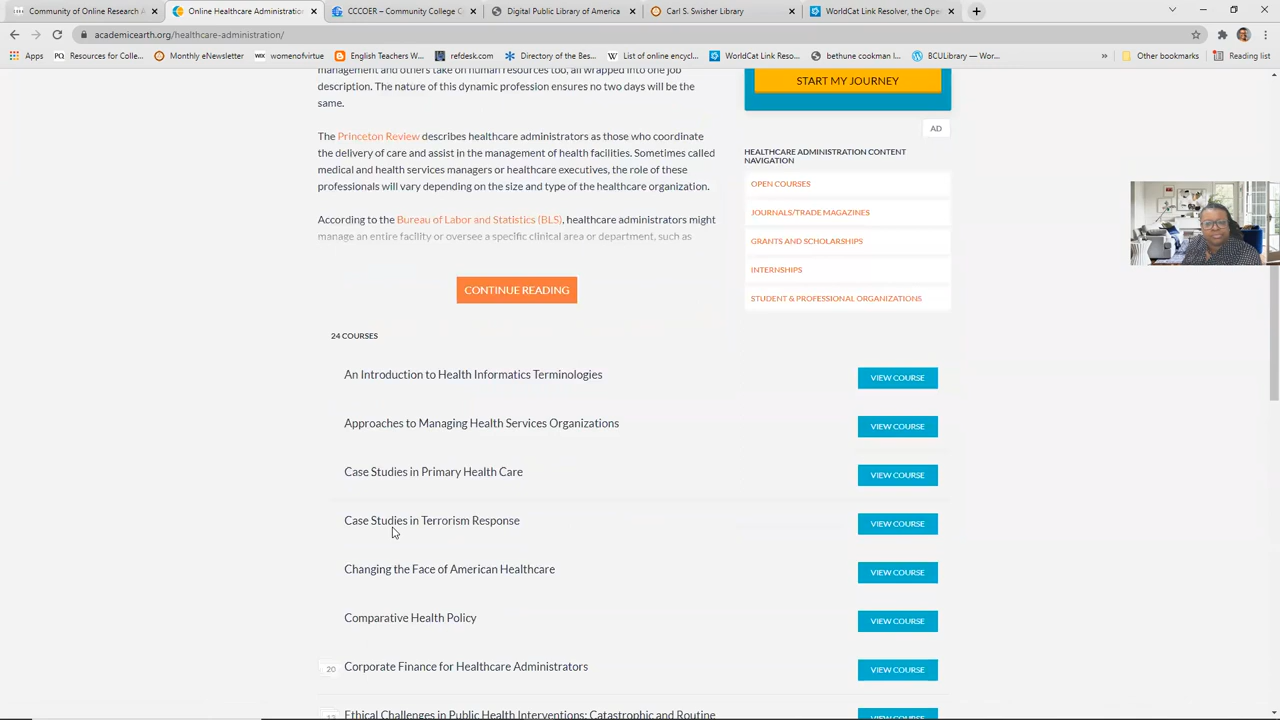 Community of Online Research A
Online Healthcare Administration
CCCOER – Community College C
Digital Public Library of America
Carl S. Swisher Library
WorldCat Link Resolver, the Ope
academicearth.org/healthcare-administration/
Resources for Colle...
Monthly eNewsletter
womenofvirtue
English Teachers W...
refdesk.com
Directory of the Bes...
List of online encycl...
WorldCat Link Reso...
bethune cookman l...
BCULibrary — Wor...
»
Other bookmarks
Reading list
management and others take on human resources too, all wrapped into one job
description. The nature of this dynamic profession ensures no two days will be the
same.
The Princeton Review describes healthcare administrators as those who coordinate
the delivery of care and assist in the management of health facilities. Sometimes called
medical and health services managers or healthcare executives, the role of these
professionals will vary depending on the size and type of the healthcare organization.
According to the Bureau of Labor and Statistics (BLS), healthcare administrators might
manage an entire facility or oversee a specific clinical area or department, such as
CONTINUE READING
START MY JOURNEY
AD
HEALTHCARE ADMINISTRATION CONTENT
NAVIGATION
OPEN COURSES
JOURNALS/TRADE MAGAZINES
GRANTS AND SCHOLARSHIPS
INTERNSHIPS
STUDENT & PROFESSIONAL ORGANIZATIONS
24 COURSES
An Introduction to Health Informatics Terminologies
VIEW COURSE
Approaches to Managing Health Services Organizations
VIEW COURSE
Case Studies in Primary Health Care
VIEW COURSE
Case Studies in Terrorism Response
VIEW COURSE
Changing the Face of American Healthcare
VIEW COURSE
Comparative Health Policy
VIEW COURSE
20
Corporate Finance for Healthcare Administrators
VIEW COURSE
Ethical Challenges in Public Health Interventions: Catastrophic and Routine
VIEW COURSE